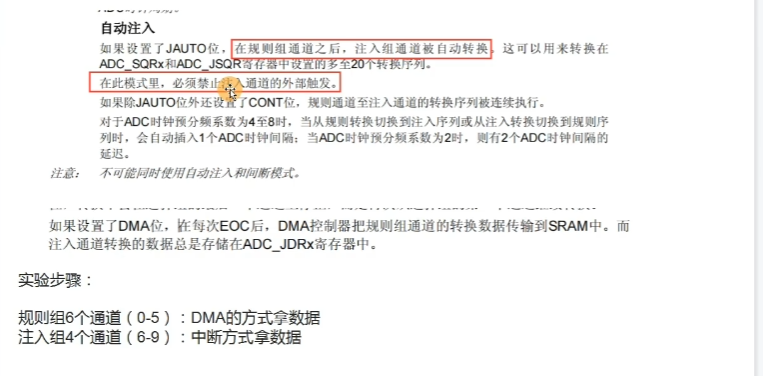 自动注入
如果设置了JAUTO位，在规则组通道之后，注入组通道被自动转换。这可以用来转换在
ADC_SQRx和ADC_JSQR寄存器中设置的多至20个转换序列。
在此模式里，必须禁止注入通道的外部触发。
如果除JAUTO位外还设置了CONT位，规则通道至注入通道的转换序列被连续执行。
对于ADC时钟预分频系数为4至8时，当从规则转换切换到注入序列或从注入转换切换到规则序
列时，会自动插入1个ADC时钟间隔；当ADC时钟预分频系数为2时，则有2个ADC时钟间隔的
延迟。
注意： 不可能同时使用自动注入和间断模式。
如果设置了DMA位，在每次EOC后，DMA控制器把规则组通道的转换数据传输到SRAM中。而
注入通道转换的数据总是存储在ADC_JDRx寄存器中。
实验步骤：
规则组6个通道（0-5）：DMA的方式拿数据
注入组4个通道（6-9）：中断方式拿数据